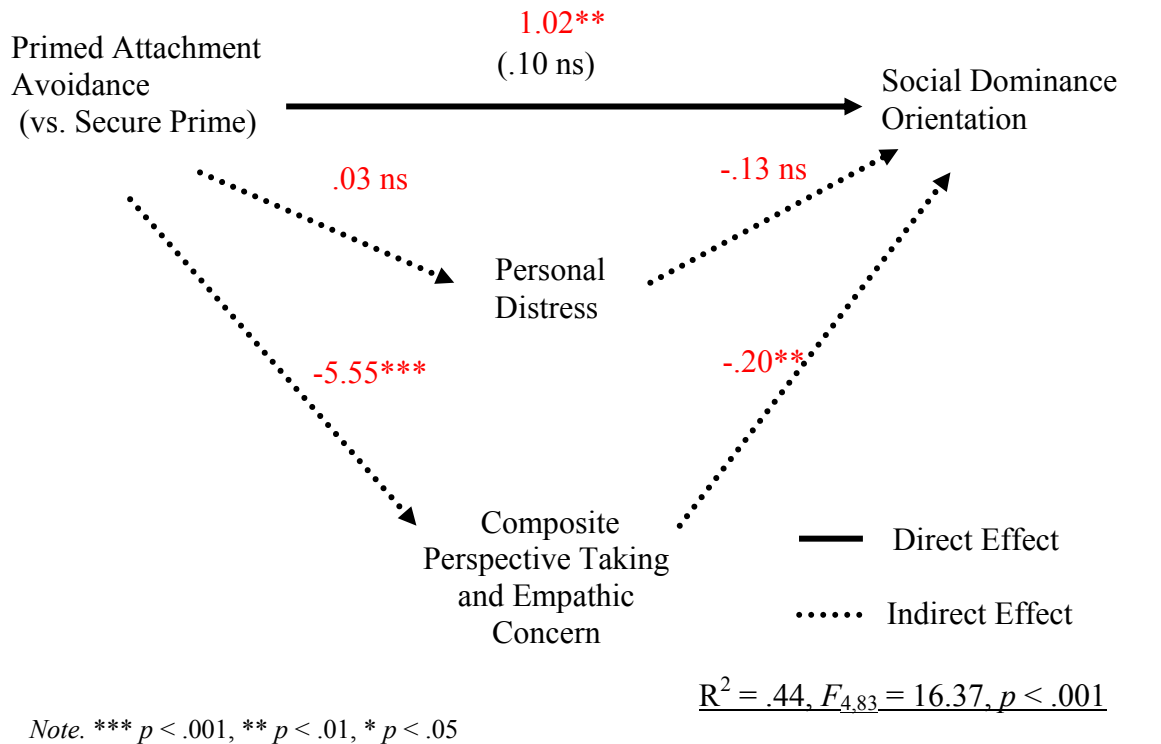 1.02**
(.10 ns)
Primed Attachment
Avoidance
(vs. Secure Prime)
Social Dominance
Orientation
.03 ns
-.13 ns
Personal
Distress
-5.55***
-.20**
Composite
Perspective Taking
and Empathic
Concern
Direct Effect
Indirect Effect
R² = .44, F₄,₈₃ = 16.37, p < .001
Note. *** p < .001, ** p < .01, * p < .05